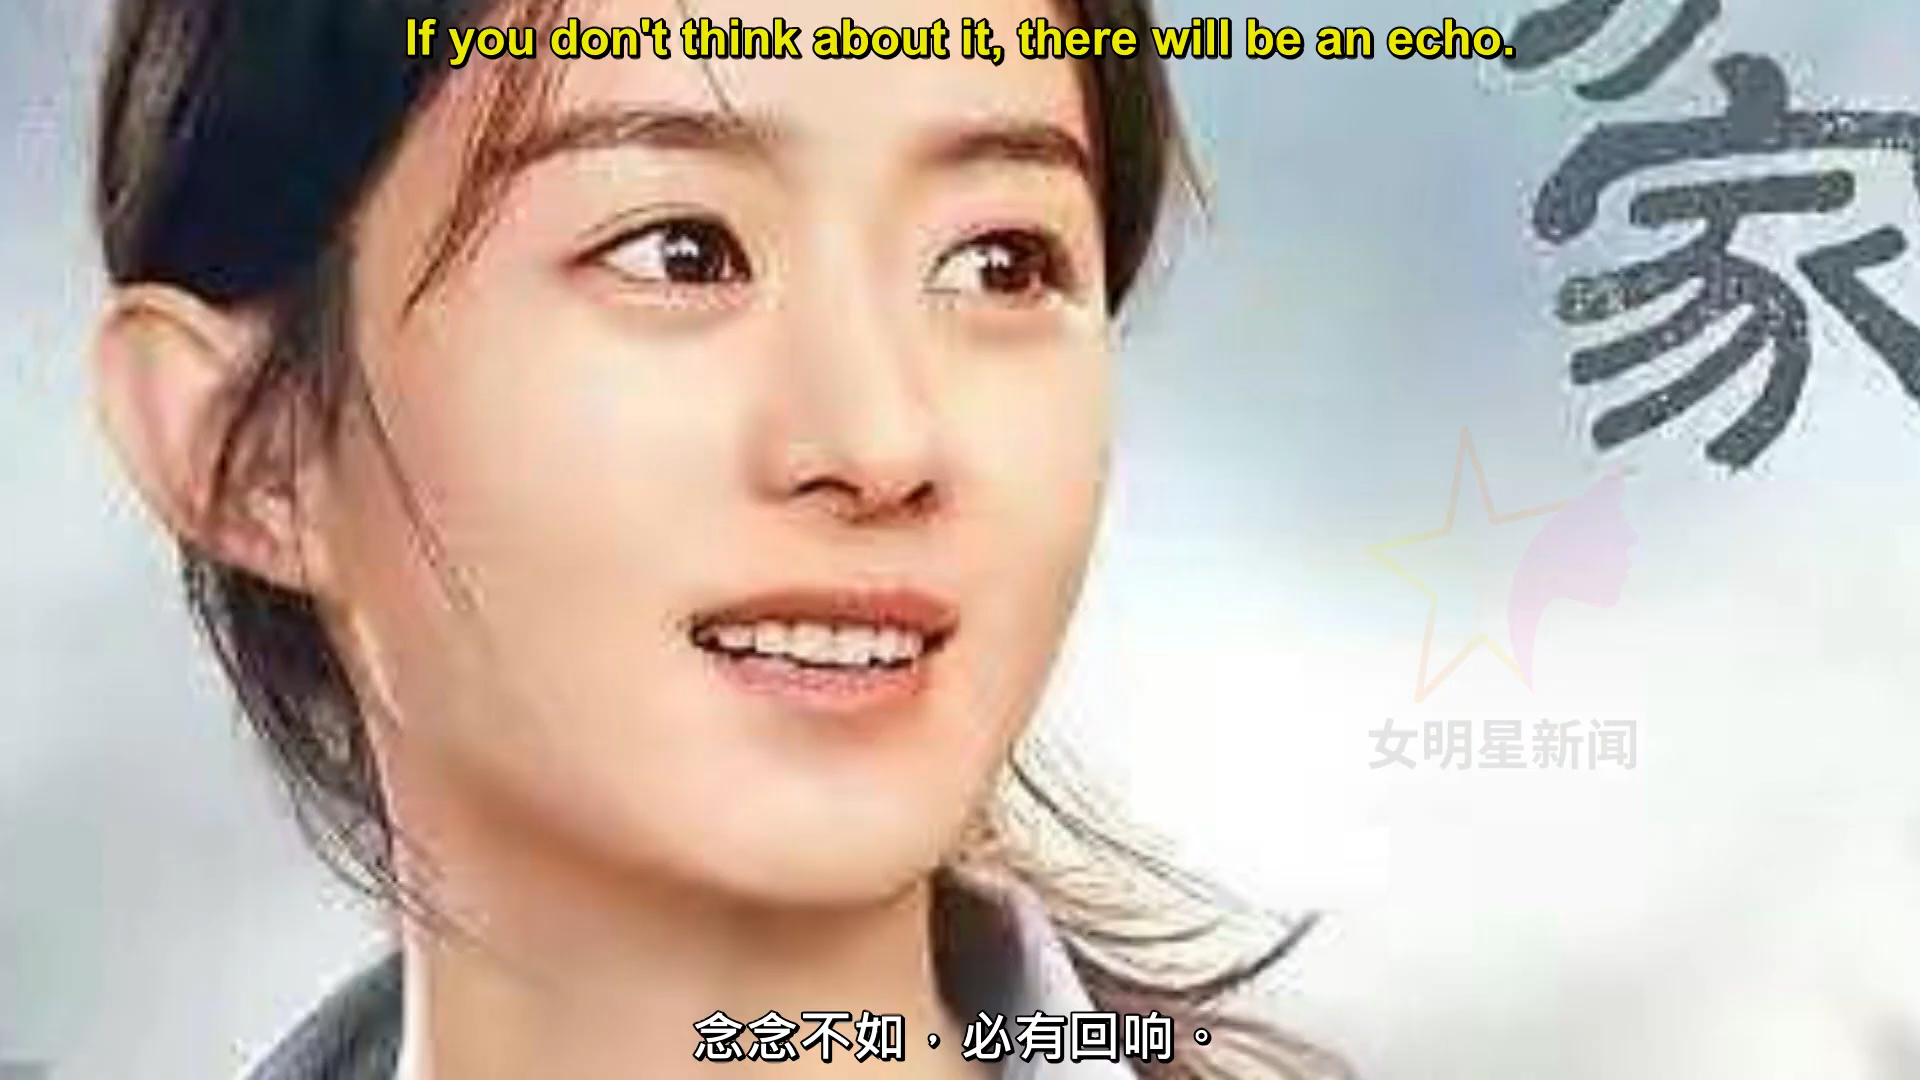 If you don't think about it, there will be an echo.
家
女明星新闻
念念不如，必有回响。